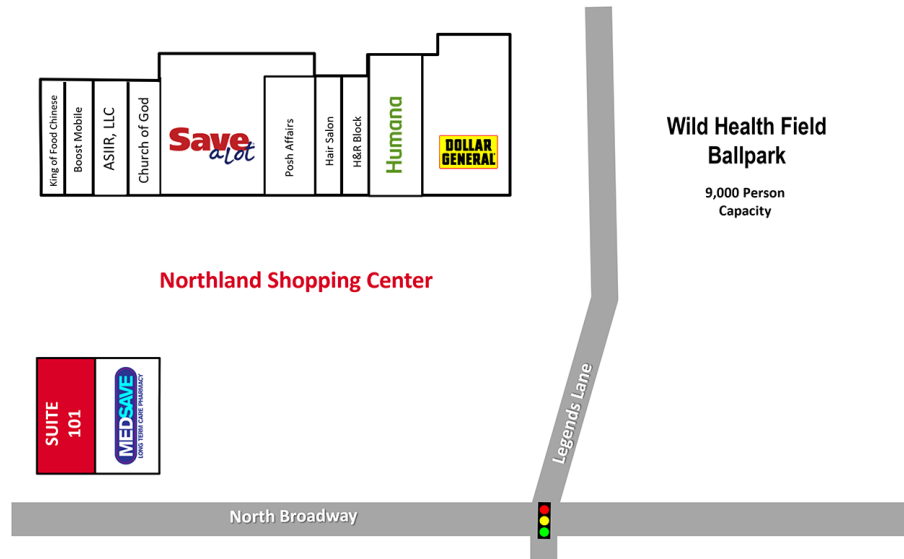 King of Food Chinese
Boost Mobile
ASIIR, LLC
Church of God
Save
a lot
Posh Affairs
Hair Salon
H&R Block
Humana
DOLLAR
GENERAL
Wild Health Field
Ballpark
9,000 Person
Capacity
Northland Shopping Center
SUITE
101
MEDSAVE
LONG TERM CARE PHARMACY
Legends Lane
North Broadway